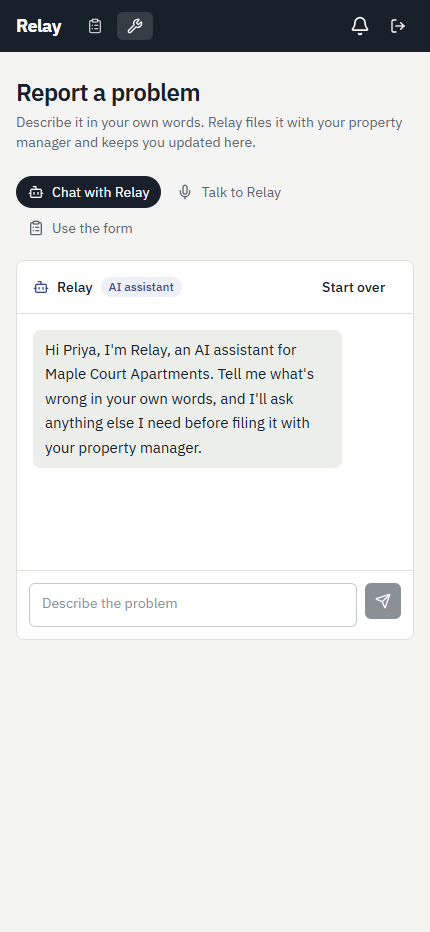 Relay
Report a problem
Describe it in your own words. Relay files it with your property
manager and keeps you updated here.
Chat with Relay
Talk to Relay
Use the form
Relay
AI assistant
Start over
Hi Priya, I'm Relay, an AI assistant for
Maple Court Apartments. Tell me what's
wrong in your own words, and I'll ask
anything else I need before filing it with
your property manager.
Describe the problem